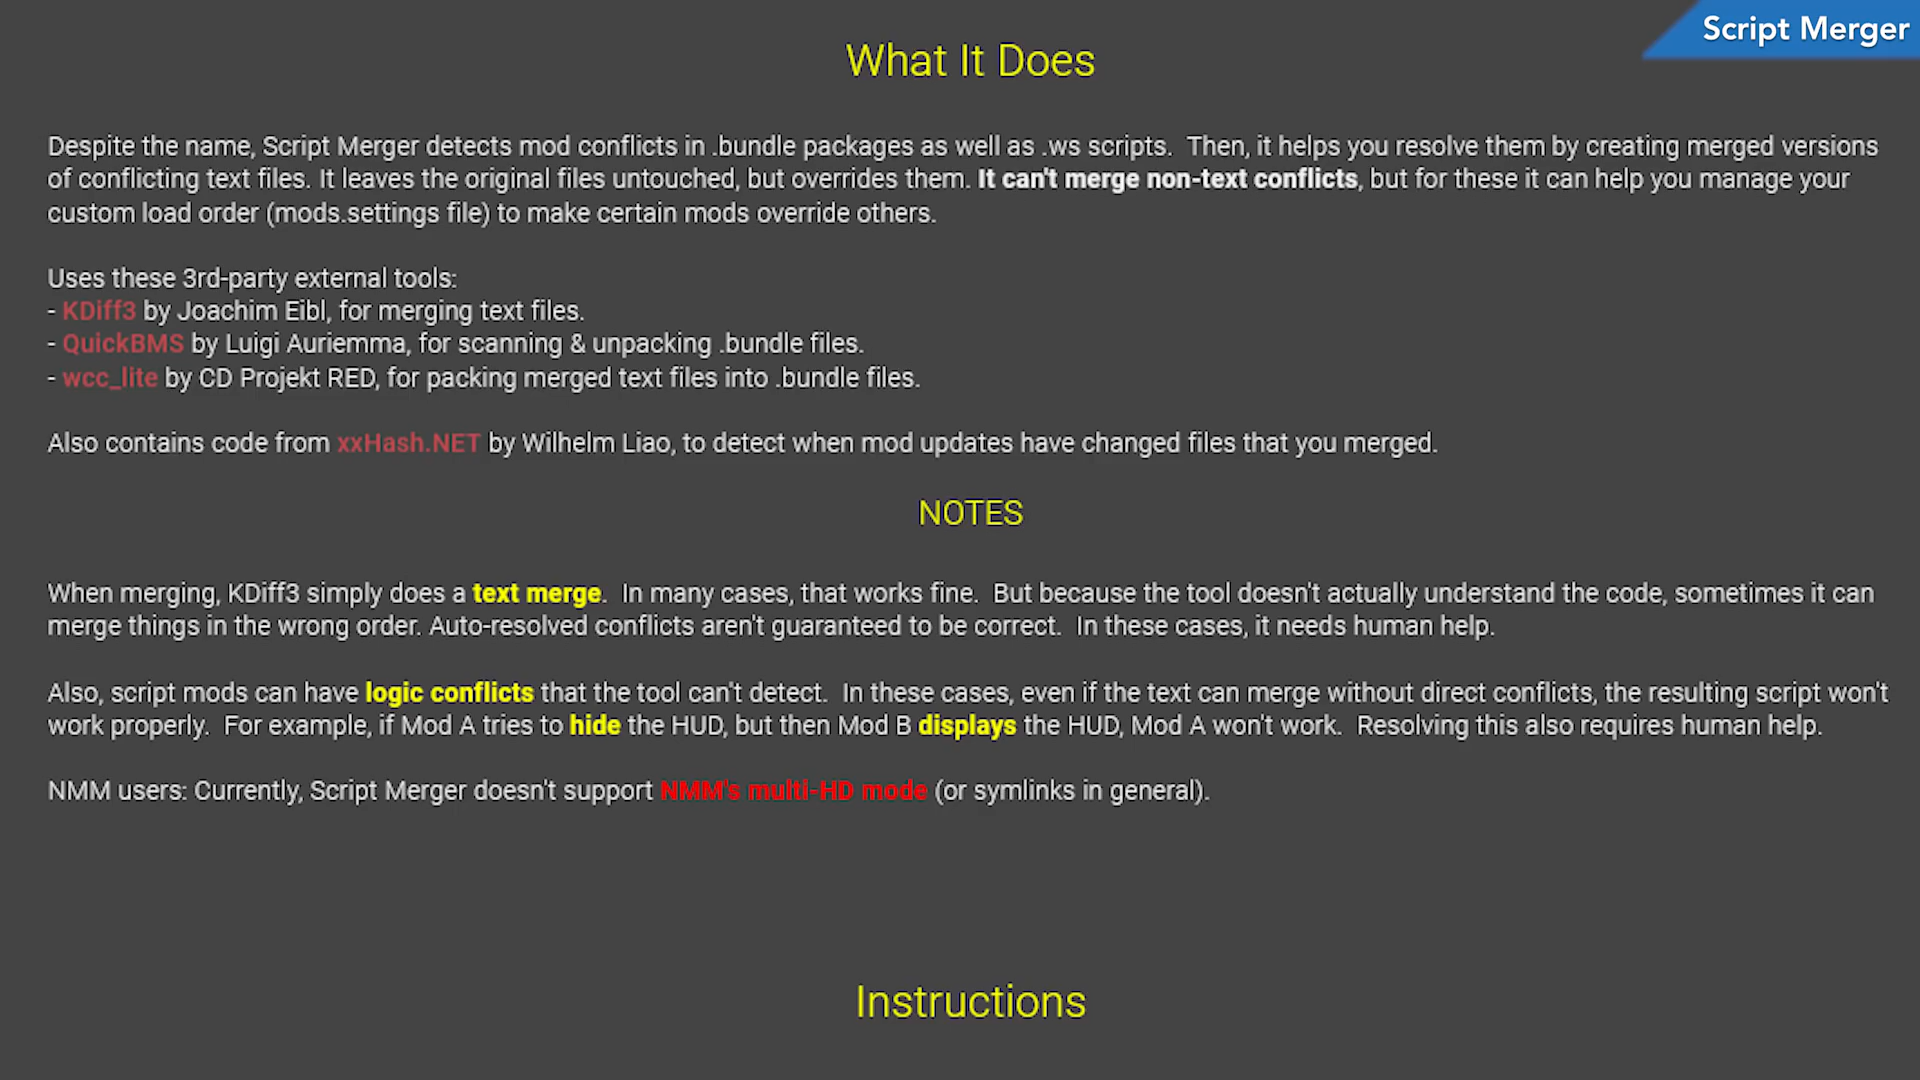 Script Merger
What It Does
Despite the name, Script Merger detects mod conflicts in .bundle packages as well as .ws scripts.  Then, it helps you resolve them by creating merged versions
of conflicting text files. It leaves the original files untouched, but overrides them. It can't merge non-text conflicts, but for these it can help you manage your
custom load order (mods.settings file) to make certain mods override others.
Uses these 3rd-party external tools:
- KDiff3 by Joachim Eibl, for merging text files.
- QuickBMS by Luigi Auriemma, for scanning & unpacking .bundle files.
- wcc_lite by CD Projekt RED, for packing merged text files into .bundle files.
Also contains code from xxHash.NET by Wilhelm Liao, to detect when mod updates have changed files that you merged.
NOTES
When merging, KDiff3 simply does a text merge.  In many cases, that works fine.  But because the tool doesn't actually understand the code, sometimes it can
merge things in the wrong order. Auto-resolved conflicts aren't guaranteed to be correct.  In these cases, it needs human help.
Also, script mods can have logic conflicts that the tool can't detect.  In these cases, even if the text can merge without direct conflicts, the resulting script won't
work properly.  For example, if Mod A tries to hide the HUD, but then Mod B displays the HUD, Mod A won't work.  Resolving this also requires human help.
NMM users: Currently, Script Merger doesn't support NMM's multi-HD mode (or symlinks in general).
Instructions